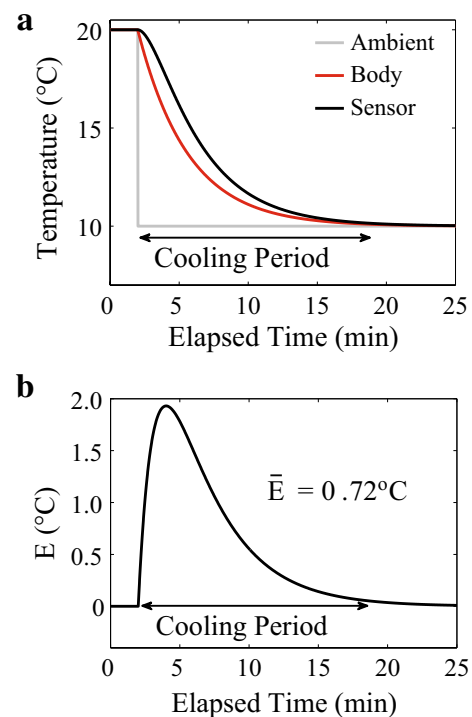 a
Temperature (°C)
20
15
10
Ambient
Body
Sensor
Cooling Period
0 5 10 15 20 25
Elapsed Time (min)
b
E (°C)
2.0
1.5
1.0
0.5
0
Ē = 0 .72°C
Cooling Period
0 5 10 15 20 25
Elapsed Time (min)